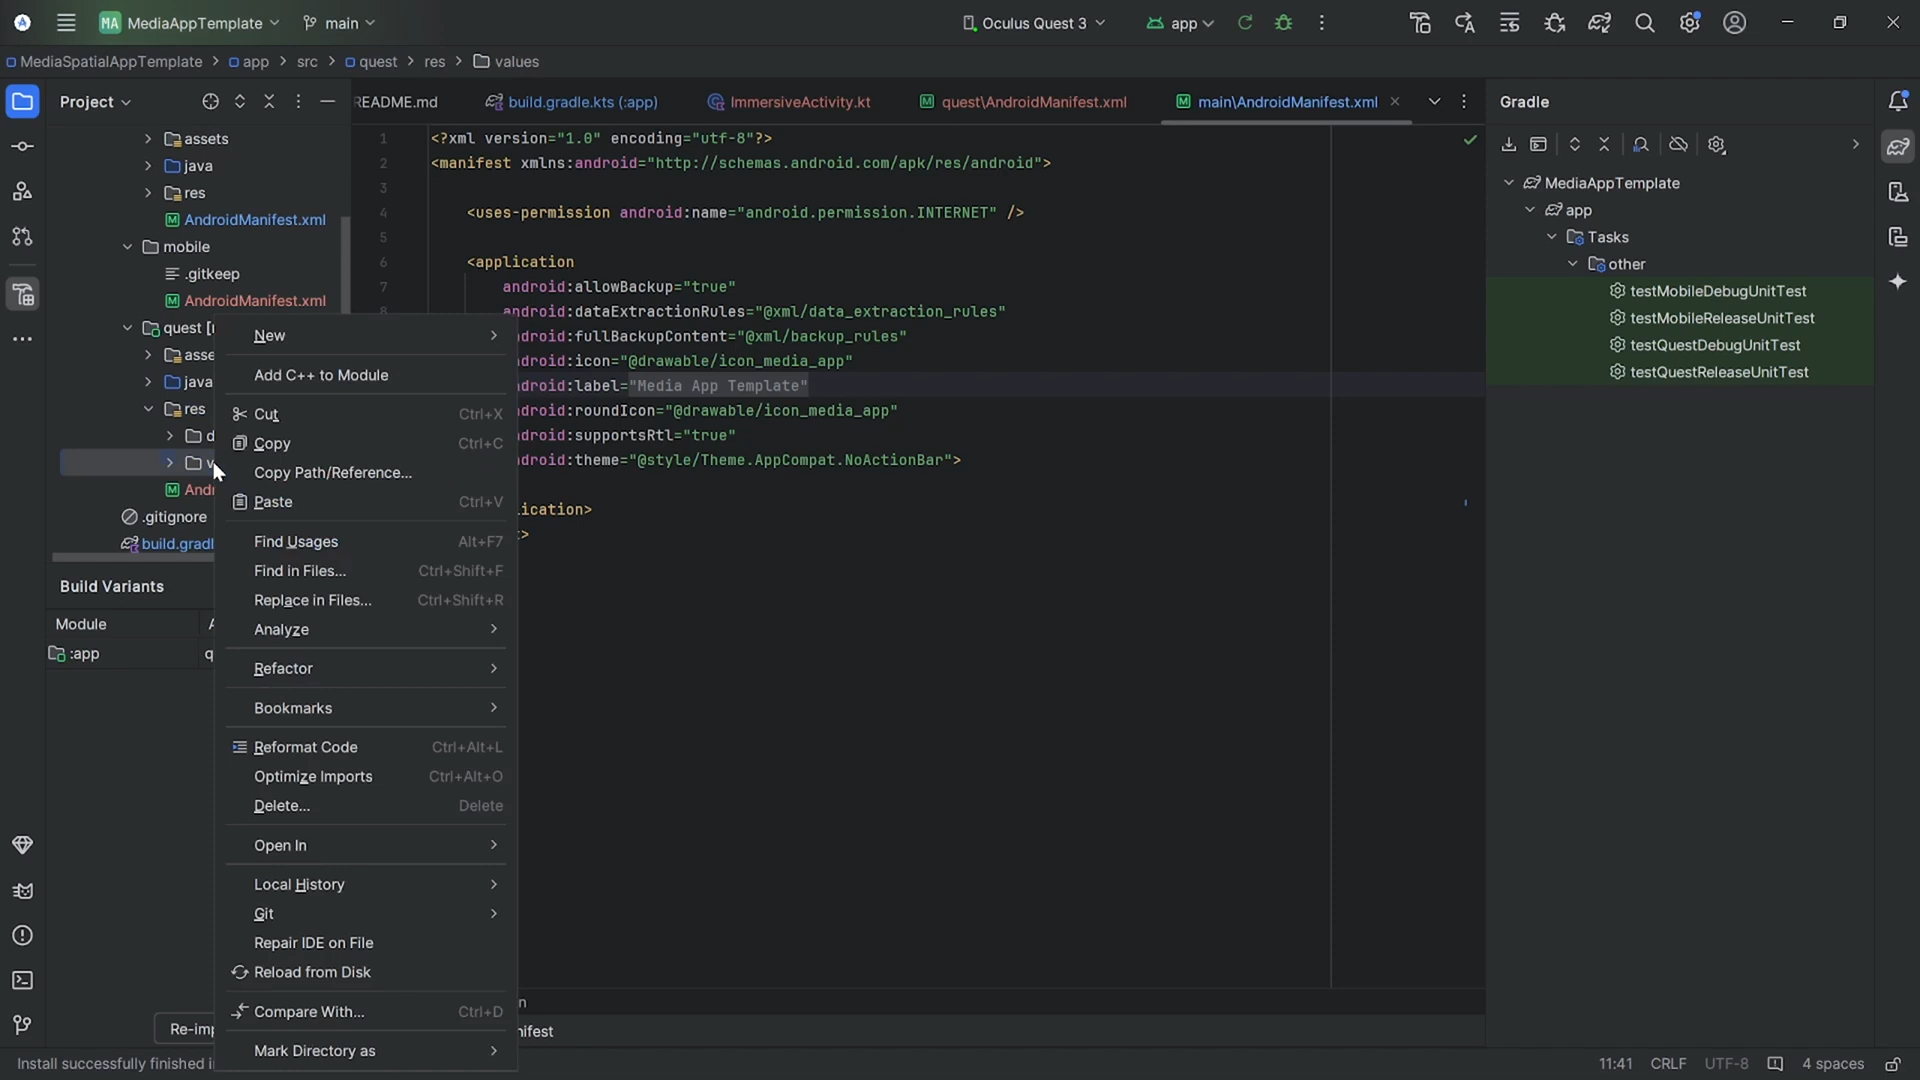 MA MediaAppTemplate main Oculus Quest 3 app
MediaSpatialAppTemplate app src quest res values
Project
README.md build.gradle.kts (:app) ImmersiveActivity.kt quest\AndroidManifest.xml main\AndroidManifest.xml
Gradle
assets
java
res
AndroidManifest.xml
mobile
.gitkeep
AndroidManifest.xml
quest [
asse
java
res
d
v
Andr
.gitignore
build.gradl
Build Variants
Module A
:app q
Re-imp
New
Add C++ to Module
Cut Ctrl+X
Copy Ctrl+C
Copy Path/Reference...
Paste Ctrl+V
Find Usages Alt+F7
Find in Files... Ctrl+Shift+F
Replace in Files... Ctrl+Shift+R
Analyze
Refactor
Bookmarks
Reformat Code Ctrl+Alt+L
Optimize Imports Ctrl+Alt+O
Delete... Delete
Open In
Local History
Git
Repair IDE on File
Reload from Disk
Compare With... Ctrl+D
Mark Directory as
1 <?xml version="1.0" encoding="utf-8"?>
2 <manifest xmlns:android="http://schemas.android.com/apk/res/android">
3
4 <uses-permission android:name="android.permission.INTERNET" />
5
6 <application
7 android:allowBackup="true"
8 android:dataExtractionRules="@xml/data_extraction_rules"
ndroid:fullBackupContent="@xml/backup_rules"
ndroid:icon="@drawable/icon_media_app"
ndroid:label="Media App Template"
ndroid:roundIcon="@drawable/icon_media_app"
ndroid:supportsRtl="true"
ndroid:theme="@style/Theme.AppCompat.NoActionBar">
lication>
>
n
nifest
MediaAppTemplate
app
Tasks
other
testMobileDebugUnitTest
testMobileReleaseUnitTest
testQuestDebugUnitTest
testQuestReleaseUnitTest
Install successfully finished i
11:41 CRLF UTF-8 4 spaces